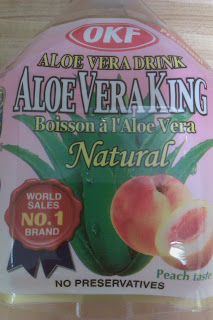 OKF
ALOE VERA DRINK
ALOE VERA KING
Boisson à l'Aloe Vera
Natural
WORLD
SALES
NO.1
BRAND
Peach taste
NO PRESERVATIVES